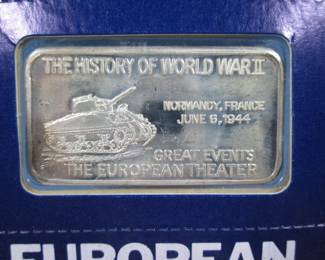 THE HISTORY OF WORLD WAR II
NORMANDY, FRANCE
JUNE 6, 1944
GREAT EVENTS
THE EUROPEAN THEATER
EUROPEAN